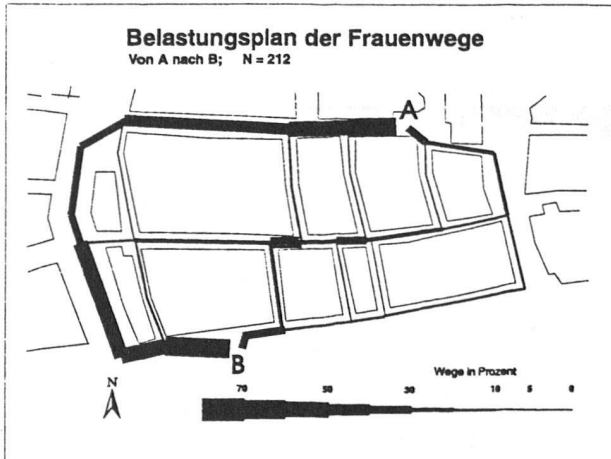 Belastungsplan der Frauenwege
Von A nach B; N = 212
A
B
N
Wege in Prozent
70 50 30 10 5 0